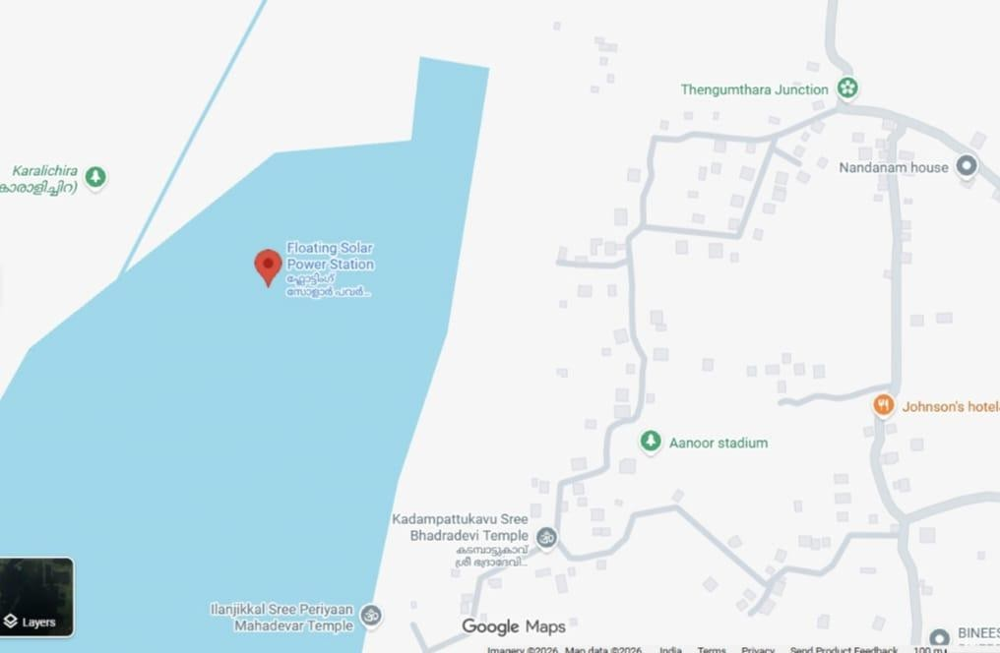 Thengumthara Junction
Karalichira
കാരാളിച്ചിറ)
Nandanam house
Floating Solar
Power Station
ഫ്ലോട്ടിംഗ്
സോളാർ പവർ...
Johnson's hotel
Aanoor stadium
Kadampattukavu Sree
Bhadradevi Temple
കടമ്പാട്ടുകാവ്
ശ്രീ ഭദ്രാദേവി...
Ilanjikkal Sree Periyaan
Mahadevar Temple
Layers
Google Maps
BINEES
Imagery ©2026 Map data ©2026 India Terms Privacy Send Product Feedback 100 m